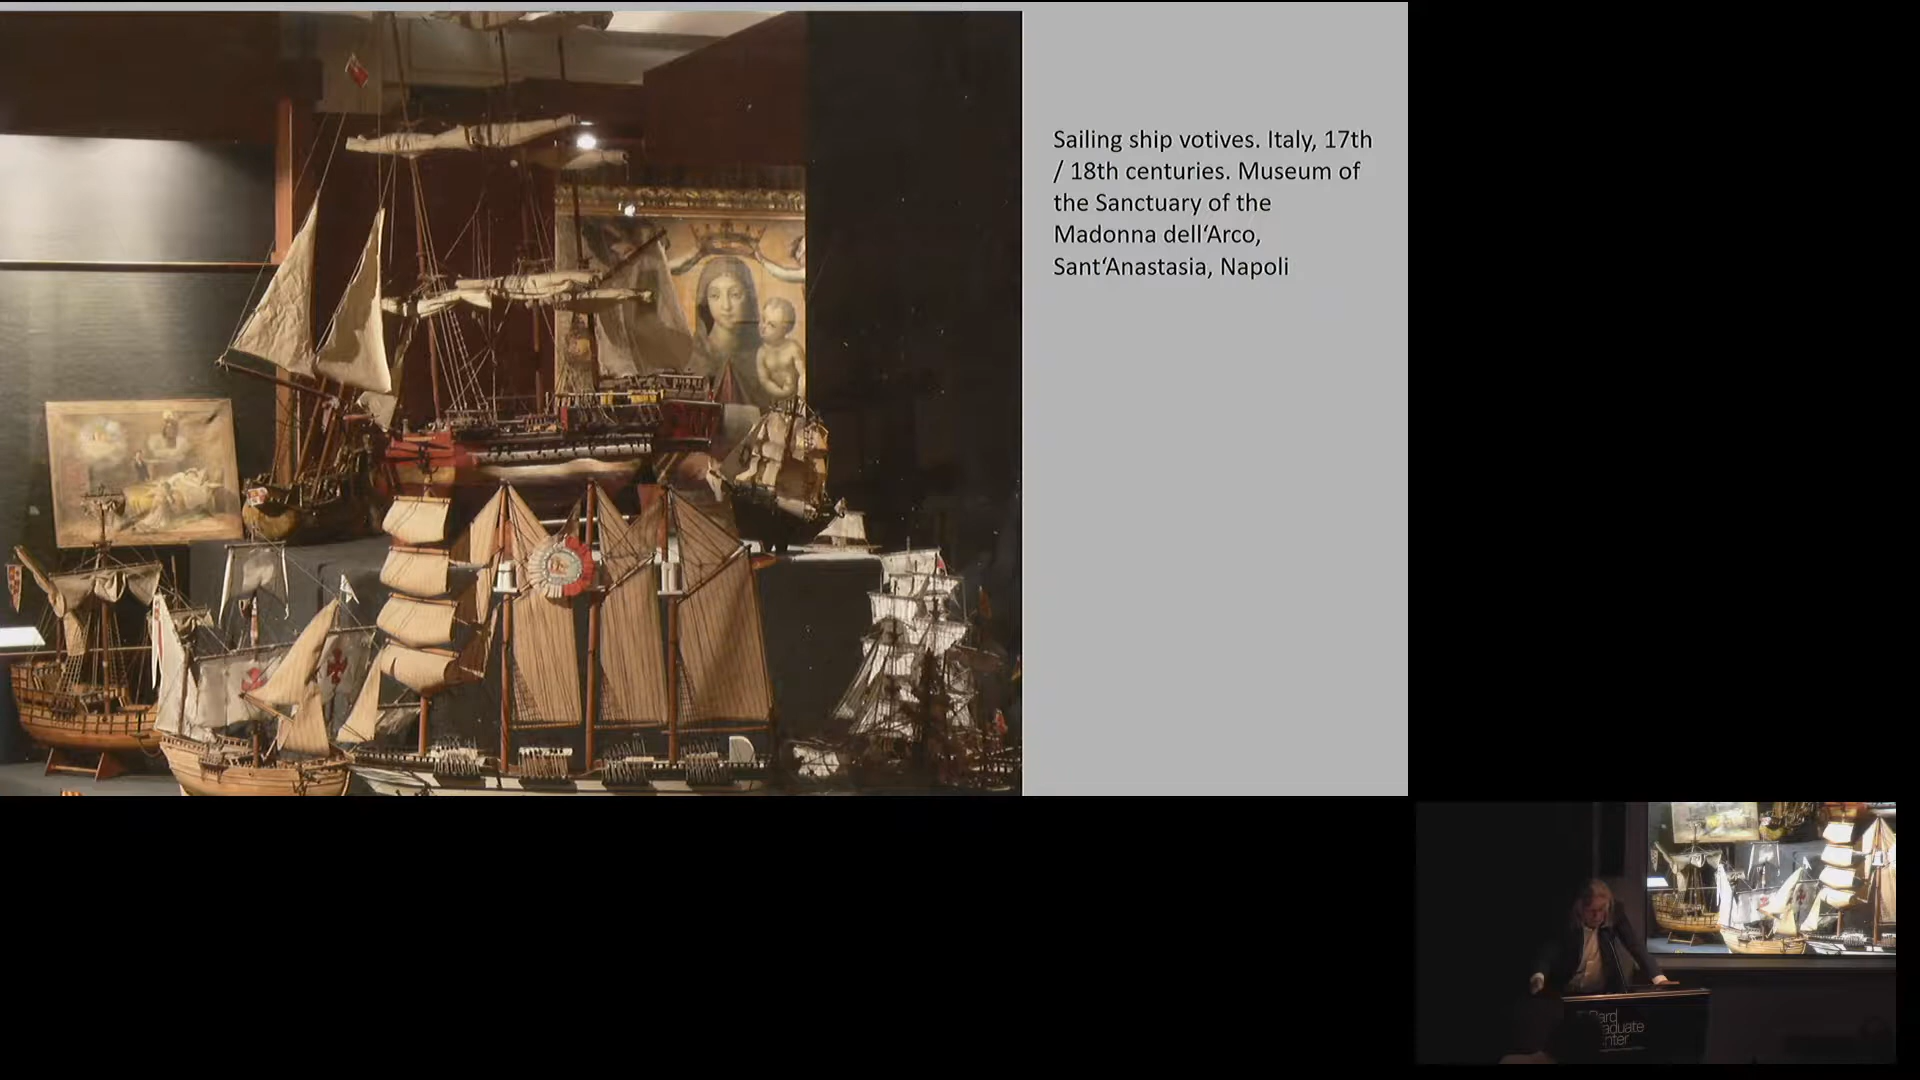 Sailing ship votives. Italy, 17th
/ 18th centuries. Museum of
the Sanctuary of the
Madonna dell‘Arco,
Sant‘Anastasia, Napoli